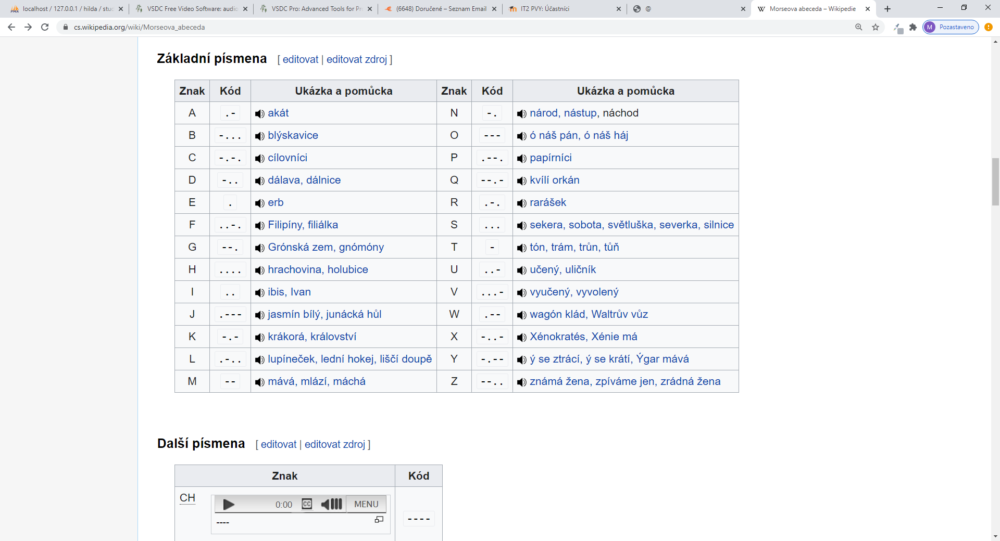 localhost / 127.0.0.1 / hilda / stud
VSDC Free Video Software: audio
VSDC Pro: Advanced Tools for Pro
(6648) Doručené – Seznam Email
IT2 PVY: Účastníci
@
Morseova abeceda – Wikipedie
cs.wikipedia.org/wiki/Morseova_abeceda
M Pozastaveno
Základní písmena [ editovat | editovat zdroj ]
Znak Kód Ukázka a pomůcka Znak Kód Ukázka a pomůcka
A .- akát N -. národ, nástup, náchod
B -... blýskavice O --- ó náš pán, ó náš háj
C -.-. cílovníci P .--. papírníci
D -.. dálava, dálnice Q --.- kvílí orkán
E . erb R .-. rarášek
F ..-. Filipíny, filiálka S ... sekera, sobota, světluška, severka, silnice
G --. Grónská zem, gnómóny T - tón, trám, trůn, tůň
H .... hrachovina, holubice U ..- učený, uličník
I .. ibis, Ivan V ...- vyučený, vyvolený
J .--- jasmín bílý, junácká hůl W .-- wagón klád, Waltrův vůz
K -.- krákorá, království X -..- Xénokratés, Xénie má
L .-.. lupíneček, lední hokej, liščí doupě Y -.-- ý se ztrácí, ý se krátí, Ýgar mává
M -- mává, mlází, máchá Z --.. známá žena, zpíváme jen, zrádná žena
Další písmena [ editovat | editovat zdroj ]
Znak Kód
CH 0:00 CC MENU
---- ----